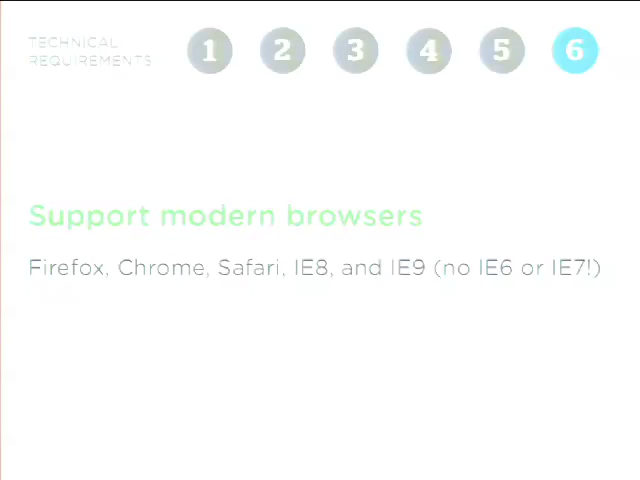 TECHNICAL
REQUIREMENTS
1 2 3 4 5 6
Support modern browsers
Firefox, Chrome, Safari, IE8, and IE9 (no IE6 or IE7!)